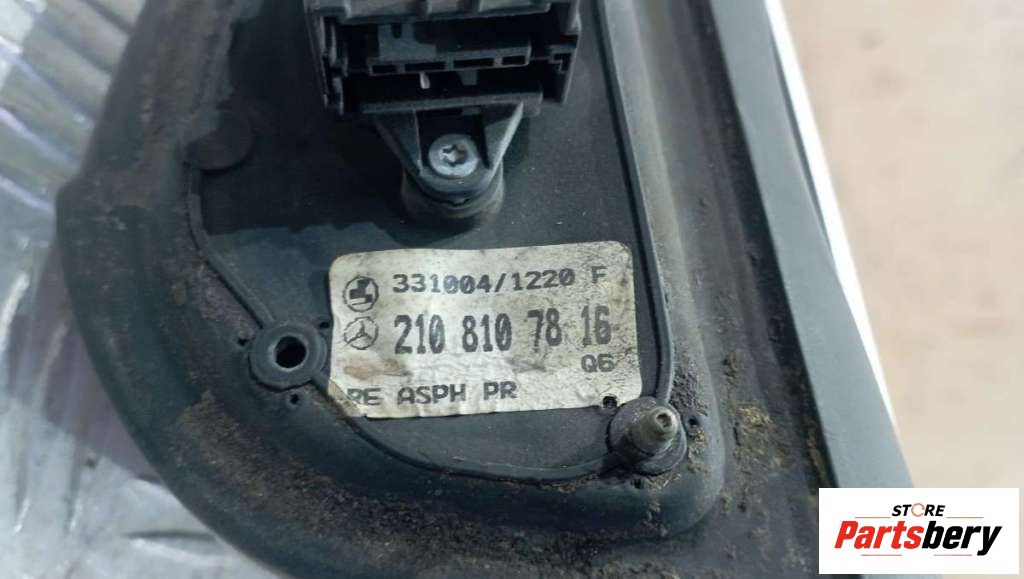 331004/1220 F
210 810 78 16
Q6
RE ASPH PR
STORE
Partsbery